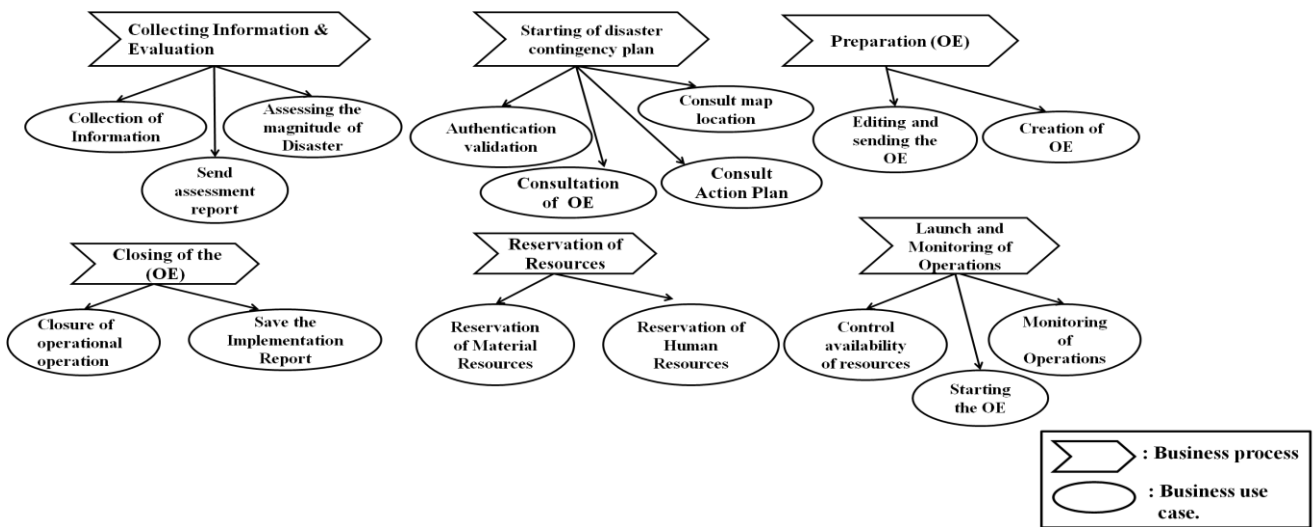 Collecting Information &
Evaluation
Starting of disaster
contingency plan
Preparation (OE)
Collection of
Information
Assessing the
magnitude of
Disaster
Send
assessment
report
Authentication
validation
Consult map
location
Consultation
of OE
Consult
Action Plan
Editing and
sending the
OE
Creation of
OE
Closing of the
(OE)
Reservation of
Resources
Launch and
Monitoring of
Operations
Closure of
operational
operation
Save the
Implementation
Report
Reservation
of Material
Resources
Reservation of
Human
Resources
Control
availability
of resources
Monitoring
of
Operations
Starting
the OE
: Business process
: Business use
case.